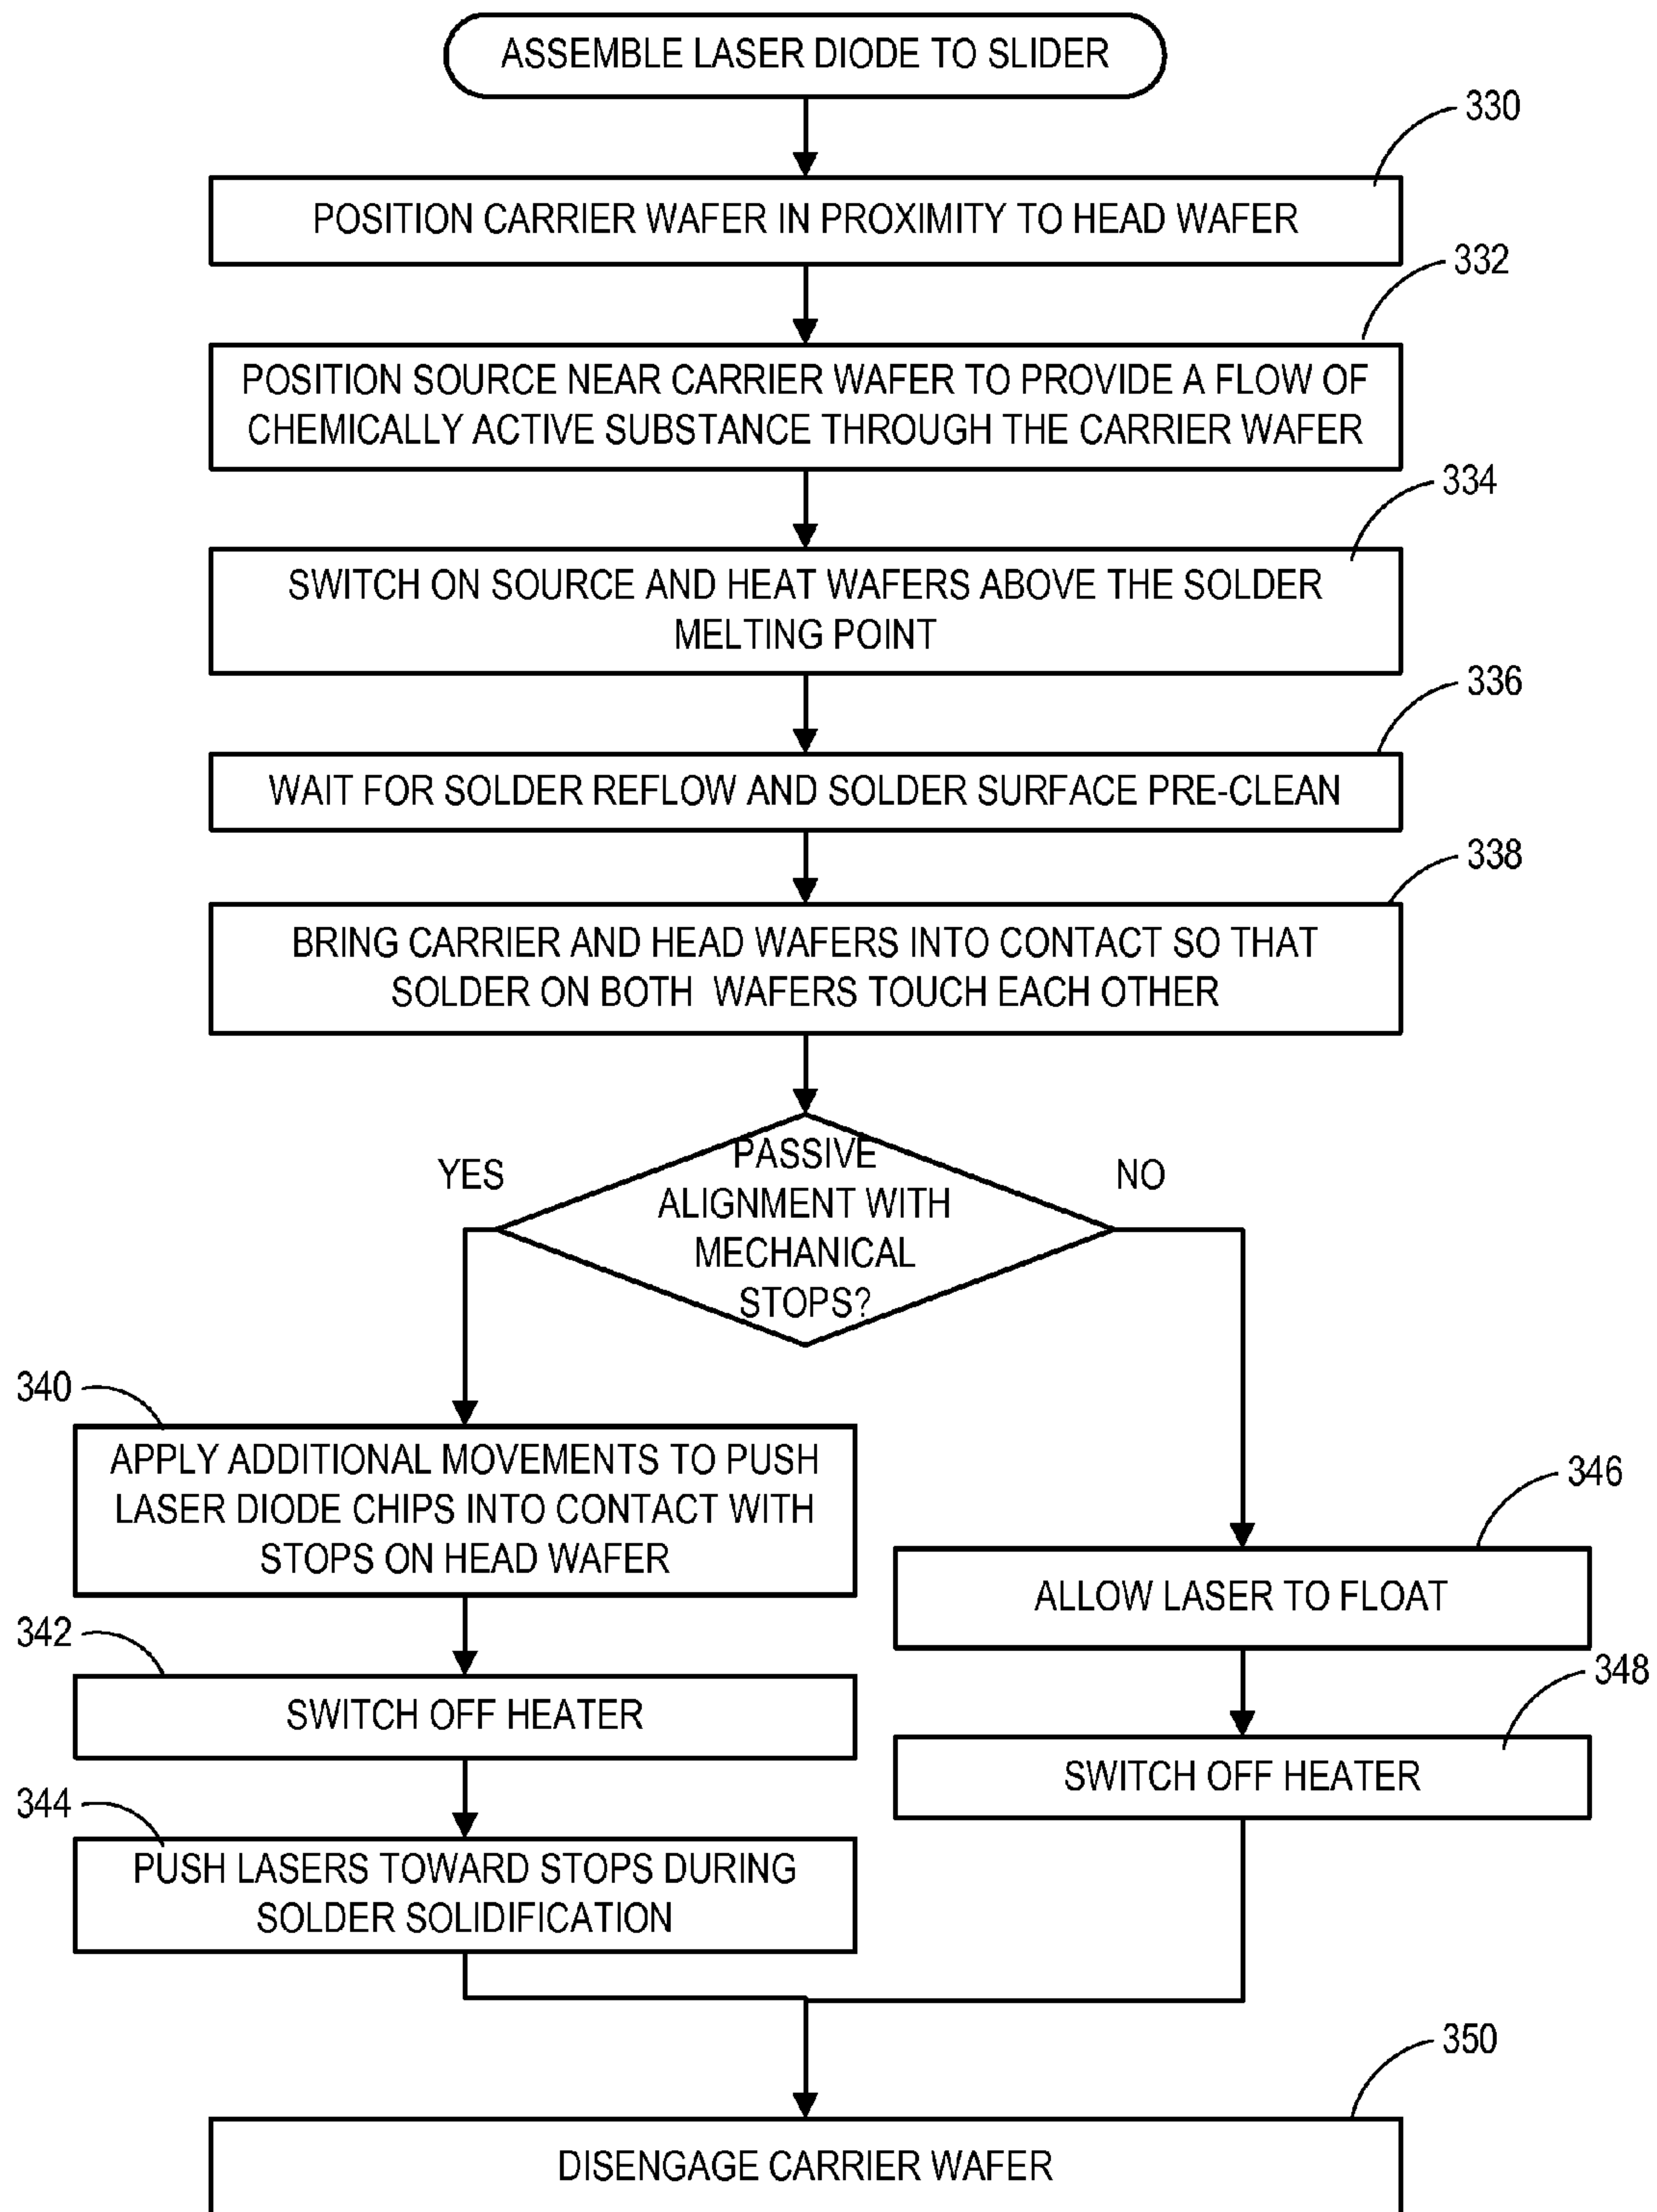 ASSEMBLE LASER DIODE TO SLIDER
330
POSITION CARRIER WAFER IN PROXIMITY TO HEAD WAFER
332
POSITION SOURCE NEAR CARRIER WAFER TO PROVIDE A FLOW OF
CHEMICALLY ACTIVE SUBSTANCE THROUGH THE CARRIER WAFER
334
SWITCH ON SOURCE AND HEAT WAFERS ABOVE THE SOLDER
MELTING POINT
336
WAIT FOR SOLDER REFLOW AND SOLDER SURFACE PRE-CLEAN
338
BRING CARRIER AND HEAD WAFERS INTO CONTACT SO THAT
SOLDER ON BOTH WAFERS TOUCH EACH OTHER
PASSIVE
ALIGNMENT WITH
MECHANICAL
STOPS?
YES
NO
340
APPLY ADDITIONAL MOVEMENTS TO PUSH
LASER DIODE CHIPS INTO CONTACT WITH
STOPS ON HEAD WAFER
342
SWITCH OFF HEATER
344
PUSH LASERS TOWARD STOPS DURING
SOLDER SOLIDIFICATION
346
ALLOW LASER TO FLOAT
348
SWITCH OFF HEATER
350
DISENGAGE CARRIER WAFER